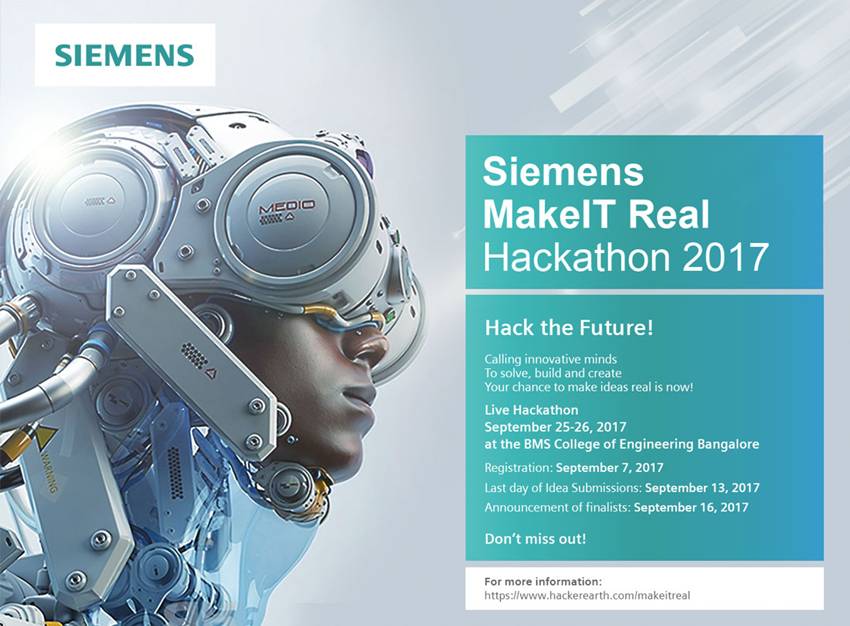 SIEMENS
MEDIO
WARNING
Siemens
MakeIT Real
Hackathon 2017
Hack the Future!
Calling innovative minds
To solve, build and create
Your chance to make ideas real is now!
Live Hackathon
September 25-26, 2017
at the BMS College of Engineering Bangalore
Registration: September 7, 2017
Last day of Idea Submissions: September 13, 2017
Announcement of finalists: September 16, 2017
Don't miss out!
For more information:
https://www.hackerearth.com/makeitreal